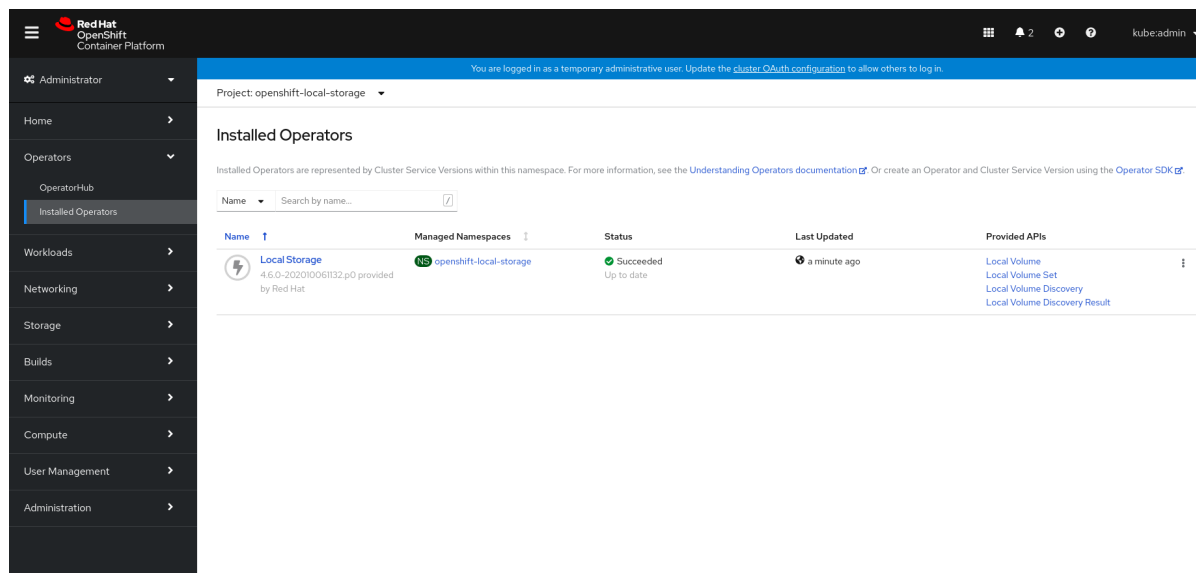 Red Hat
OpenShift
Container Platform
2
kube:admin
Administrator
You are logged in as a temporary administrative user. Update the cluster OAuth configuration to allow others to log in.
Project: openshift-local-storage
Home
Operators
OperatorHub
Installed Operators
Workloads
Networking
Storage
Builds
Monitoring
Compute
User Management
Administration
Installed Operators
Installed Operators are represented by Cluster Service Versions within this namespace. For more information, see the Understanding Operators documentation. Or create an Operator and Cluster Service Version using the Operator SDK.
Name Search by name... /
Name Managed Namespaces Status Last Updated Provided APIs
Local Storage NS openshift-local-storage Succeeded a minute ago Local Volume
4.6.0-202010061132.p0 provided Up to date Local Volume Set
by Red Hat Local Volume Discovery
Local Volume Discovery Result